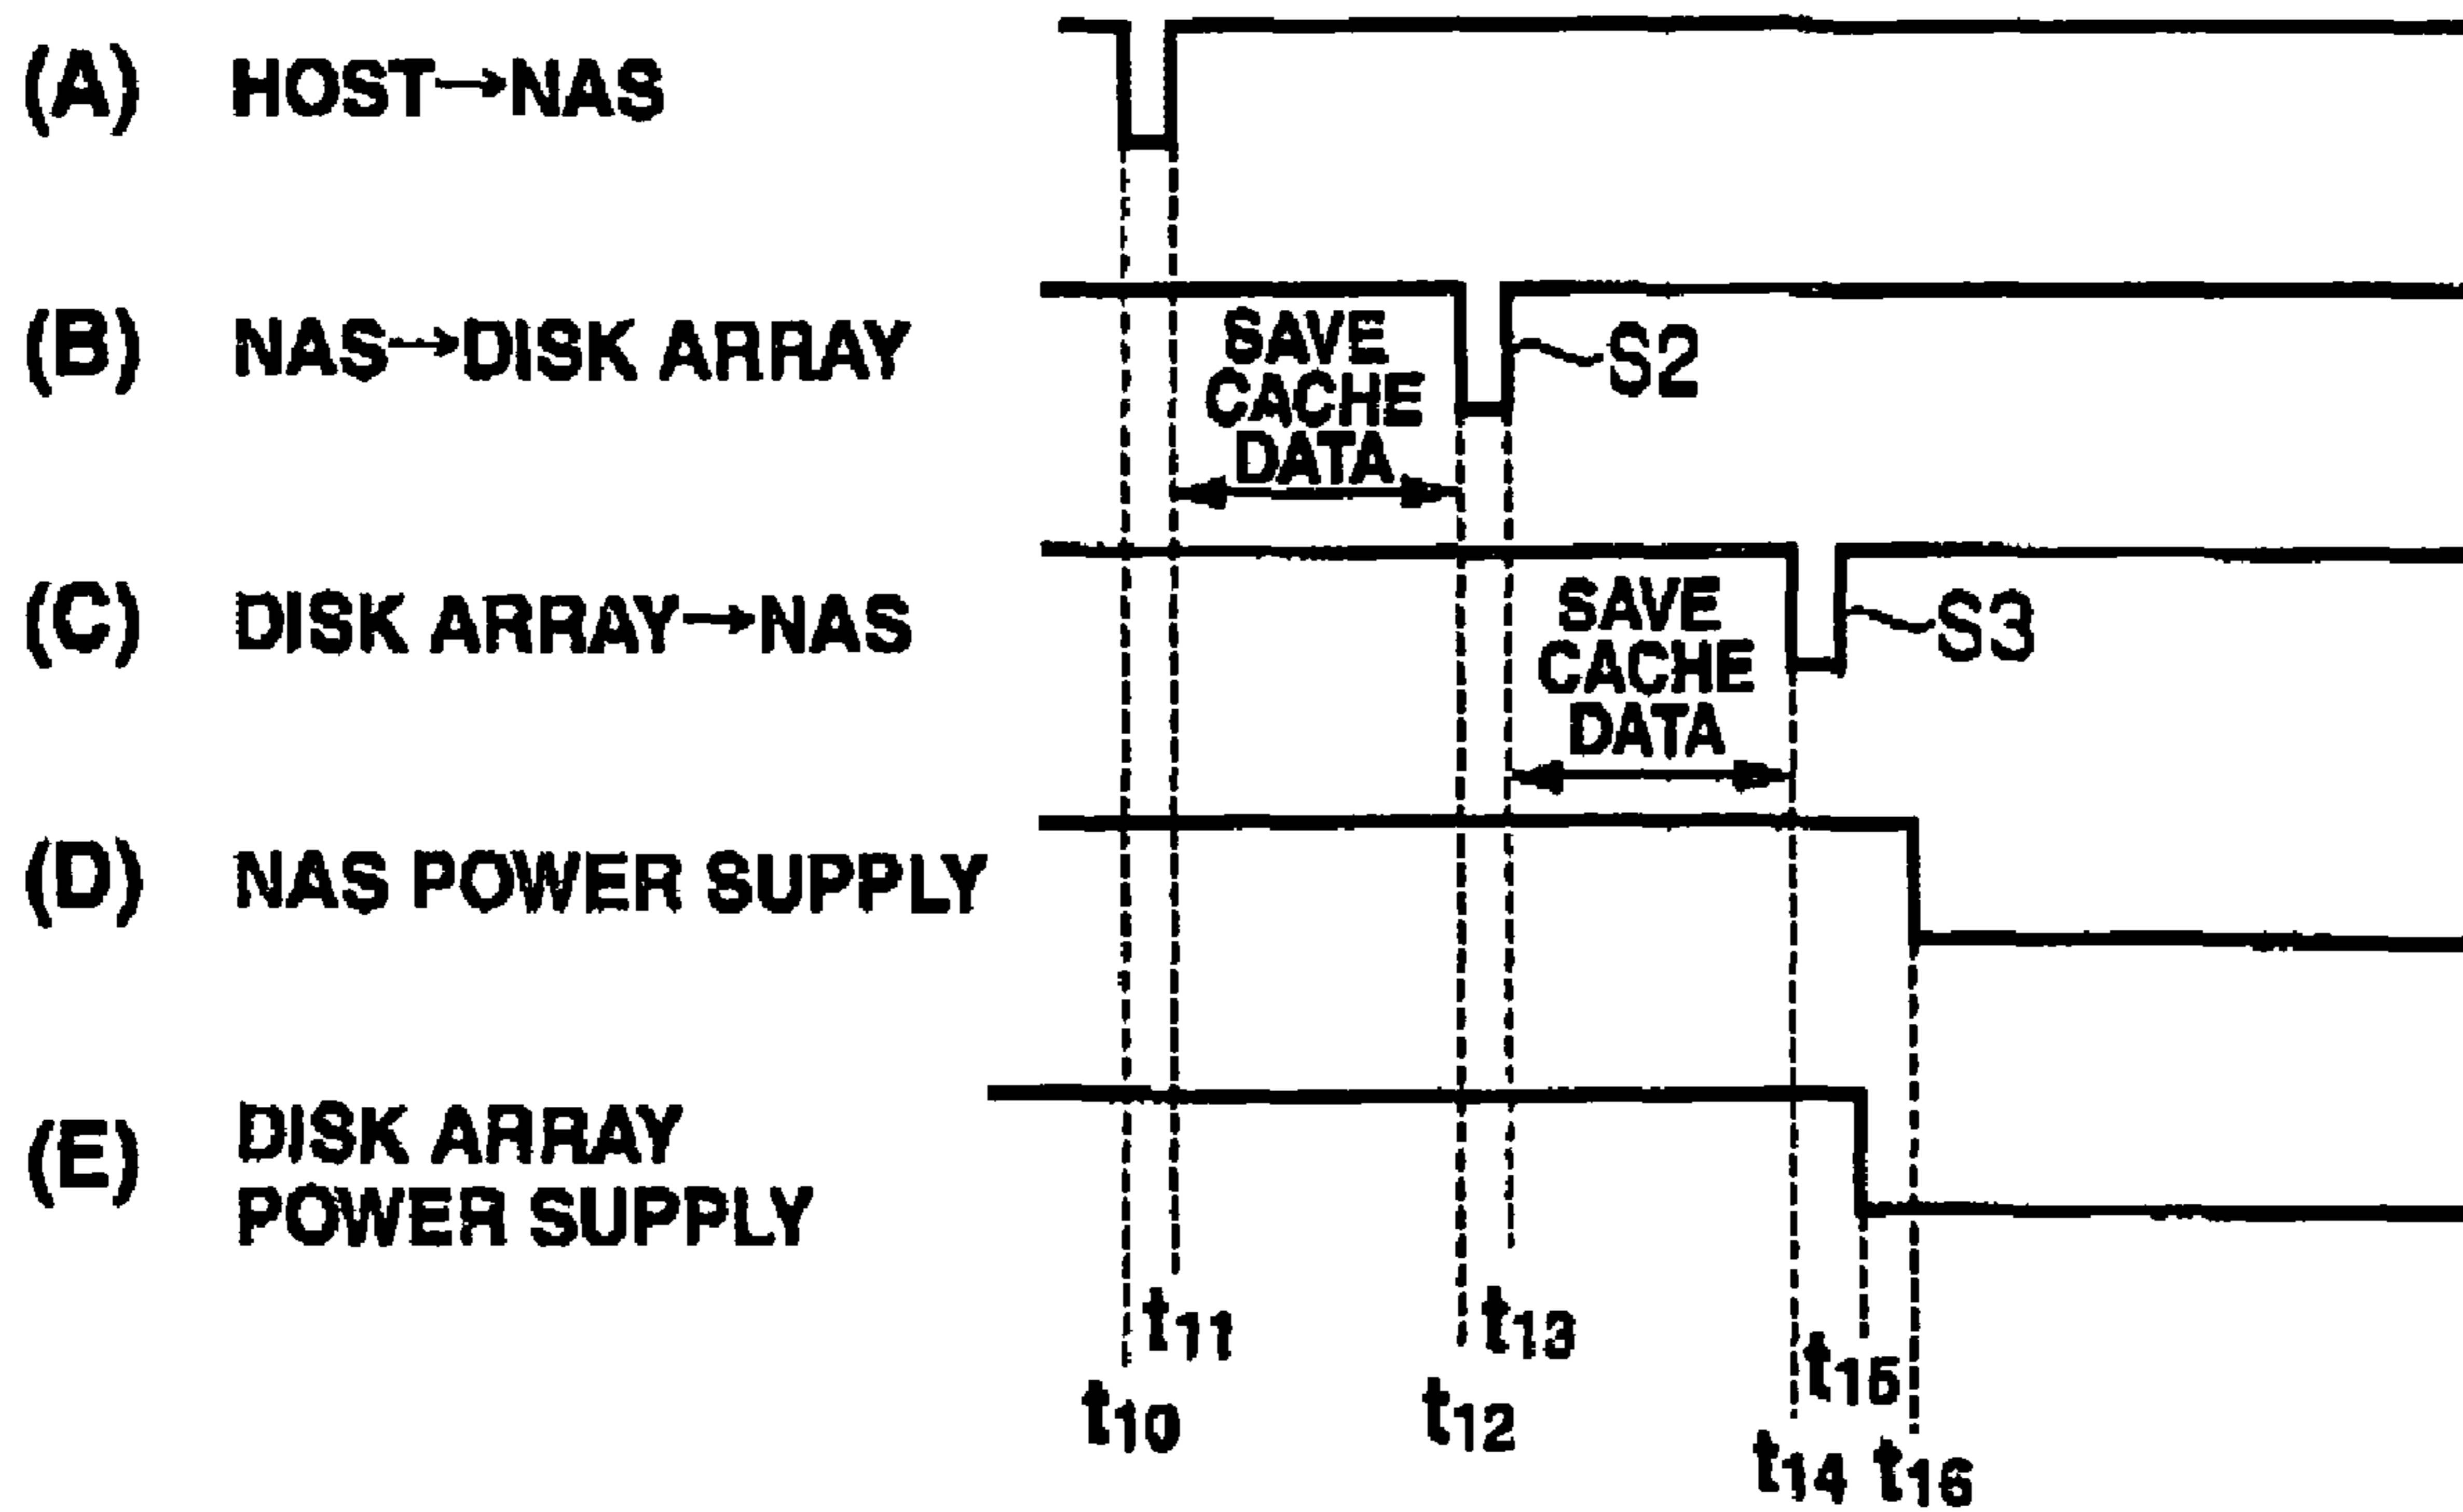 (A) HOST→NAS
(B) NAS→DISK ARRAY
SAVE
CACHE
DATA
S2
(C) DISK ARRAY→NAS
SAVE
CACHE
DATA
S3
(D) NAS POWER SUPPLY
(E) DISK ARRAY
POWER SUPPLY
t11
t13
t15
t10
t12
t14
t16